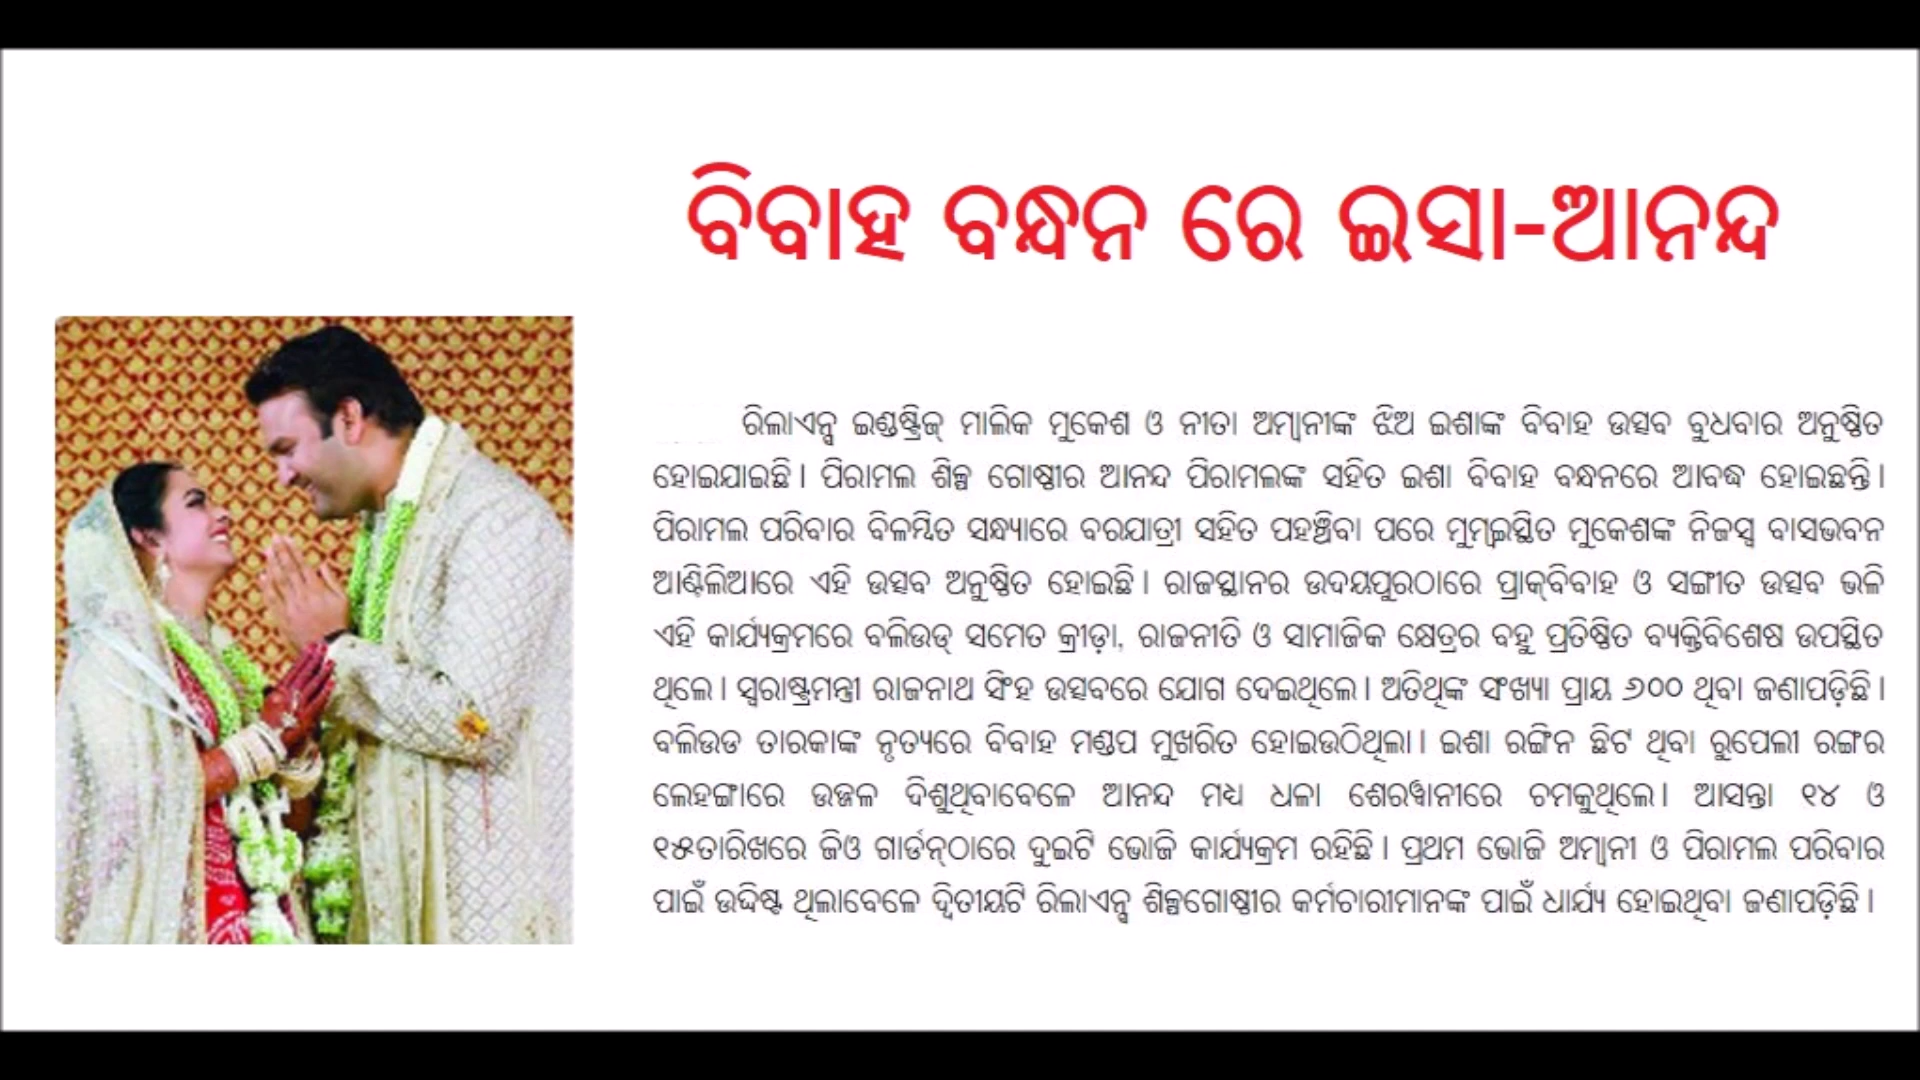 ବିବାହ ବନ୍ଧନ ରେ ଇସା-ଆନନ୍ଦ
ରିଲାଏନ୍ସ ଇଣ୍ଡଷ୍ଟ୍ରିଜ୍ ମାଲିକ ମୁକେଶ ଓ ନୀତା ଅମ୍ବାନୀଙ୍କ ଝିଅ ଇଶାଙ୍କ ବିବାହ ଉତ୍ସବ ବୁଧବାର ଅନୁଷ୍ଠିତ
ହୋଇଯାଇଛି। ପିରାମଲ ଶିଳ୍ପ ଗୋଷ୍ଠୀର ଆନନ୍ଦ ପିରାମଲଙ୍କ ସହିତ ଇଶା ବିବାହ ବନ୍ଧନରେ ଆବଦ୍ଧ ହୋଇଛନ୍ତି।
ପିରାମଲ ପରିବାର ବିଳମ୍ବିତ ସନ୍ଧ୍ୟାରେ ବରଯାତ୍ରୀ ସହିତ ପହଞ୍ଚିବା ପରେ ମୁମ୍ବଇସ୍ଥିତ ମୁକେଶଙ୍କ ନିଜସ୍ୱ ବାସଭବନ
ଆଣ୍ଟିଲିଆରେ ଏହି ଉତ୍ସବ ଅନୁଷ୍ଠିତ ହୋଇଛି। ରାଜସ୍ଥାନର ଉଦୟପୁରଠାରେ ପ୍ରାକ୍‌ବିବାହ ଓ ସଙ୍ଗୀତ ଉତ୍ସବ ଭଳି
ଏହି କାର୍ଯ୍ୟକ୍ରମରେ ବଲିଉଡ୍ ସମେତ କ୍ରୀଡ଼ା, ରାଜନୀତି ଓ ସାମାଜିକ କ୍ଷେତ୍ରର ବହୁ ପ୍ରତିଷ୍ଠିତ ବ୍ୟକ୍ତିବିଶେଷ ଉପସ୍ଥିତ
ଥିଲେ। ସ୍ୱରାଷ୍ଟ୍ରମନ୍ତ୍ରୀ ରାଜନାଥ ସିଂହ ଉତ୍ସବରେ ଯୋଗ ଦେଇଥିଲେ। ଅତିଥିଙ୍କ ସଂଖ୍ୟା ପ୍ରାୟ ୬୦୦ ଥିବା ଜଣାପଡ଼ିଛି।
ବଲିଉଡ ତାରକାଙ୍କ ନୃତ୍ୟରେ ବିବାହ ମଣ୍ଡପ ମୁଖରିତ ହୋଇଉଠିଥିଲା। ଇଶା ରଙ୍ଗିନ ଛିଟ ଥିବା ରୁପେଲୀ ରଙ୍ଗର
ଲେହଙ୍ଗାରେ ଉଜ୍ଜଳ ଦିଶୁଥିବାବେଳେ ଆନନ୍ଦ ମଧ୍ୟ ଧଳା ଶେରୱାନୀରେ ଚମକୁଥିଲେ। ଆସନ୍ତା ୧୪ ଓ
୧୫ତାରିଖରେ ଜିଓ ଗାର୍ଡେନ୍‌ଠାରେ ଦୁଇଟି ଭୋଜି କାର୍ଯ୍ୟକ୍ରମ ରହିଛି। ପ୍ରଥମ ଭୋଜି ଅମ୍ବାନୀ ଓ ପିରାମଲ ପରିବାର
ପାଇଁ ଉଦ୍ଦିଷ୍ଟ ଥିଲାବେଳେ ଦ୍ୱିତୀୟଟି ରିଲାଏନ୍ସ ଶିଳ୍ପଗୋଷ୍ଠୀର କର୍ମଚାରୀମାନଙ୍କ ପାଇଁ ଧାର୍ଯ୍ୟ ହୋଇଥିବା ଜଣାପଡ଼ିଛି।